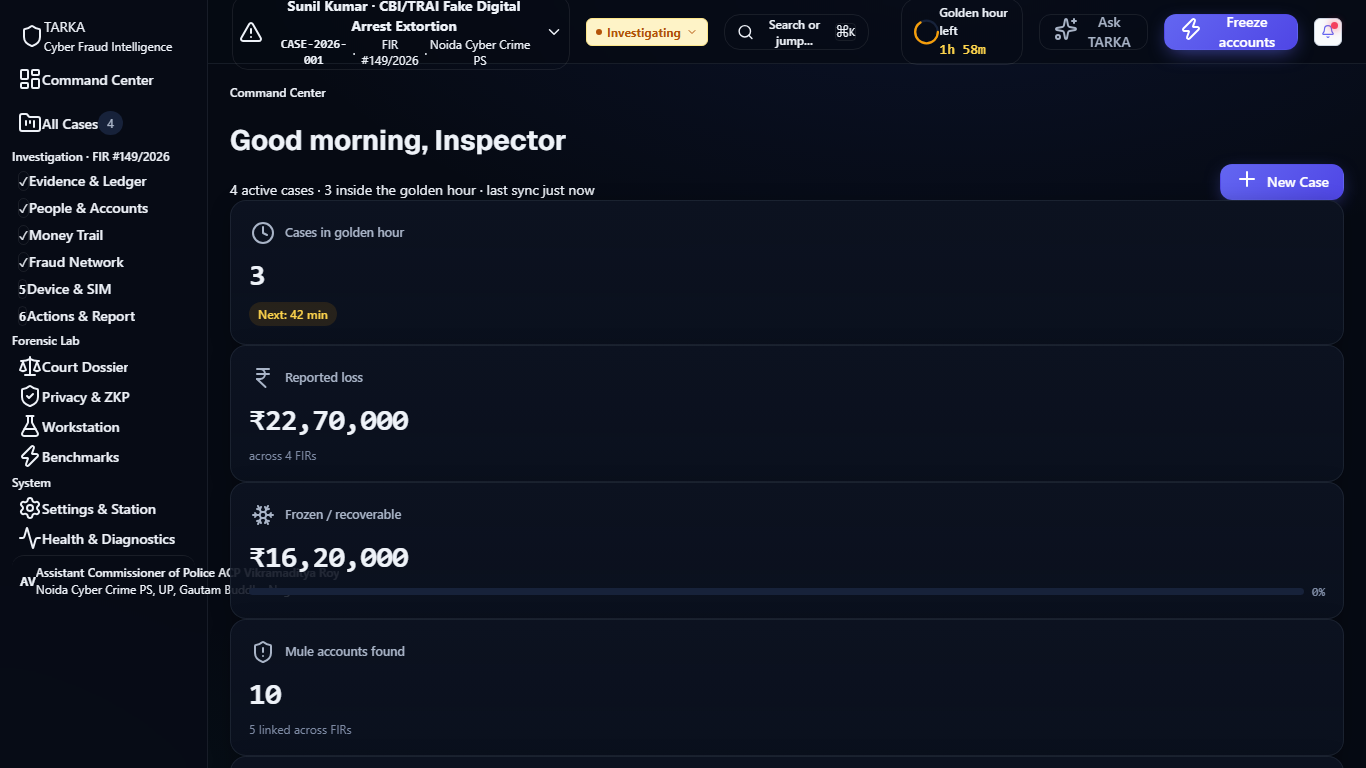 TARKA
Cyber Fraud Intelligence
Command Center
All Cases 4
Investigation · FIR #149/2026
✓Evidence & Ledger
✓People & Accounts
✓Money Trail
✓Fraud Network
5Device & SIM
6Actions & Report
Forensic Lab
Court Dossier
Privacy & ZKP
Workstation
Benchmarks
System
Settings & Station
Health & Diagnostics
AV
Assistant Commissioner of Police ACP Vikramaditya Roy
Noida Cyber Crime PS, UP, Gautam
Sunil Kumar · CBI/TRAI Fake Digital
Arrest Extortion
CASE-2026-001 · FIR #149/2026 · Noida Cyber Crime PS
Investigating
Search or jump... ⌘K
Golden hour left
1h 58m
Ask TARKA
Freeze accounts
Command Center
Good morning, Inspector
4 active cases · 3 inside the golden hour · last sync just now
New Case
Cases in golden hour
3
Next: 42 min
Reported loss
₹22,70,000
across 4 FIRs
Frozen / recoverable
₹16,20,000
0%
Mule accounts found
10
5 linked across FIRs